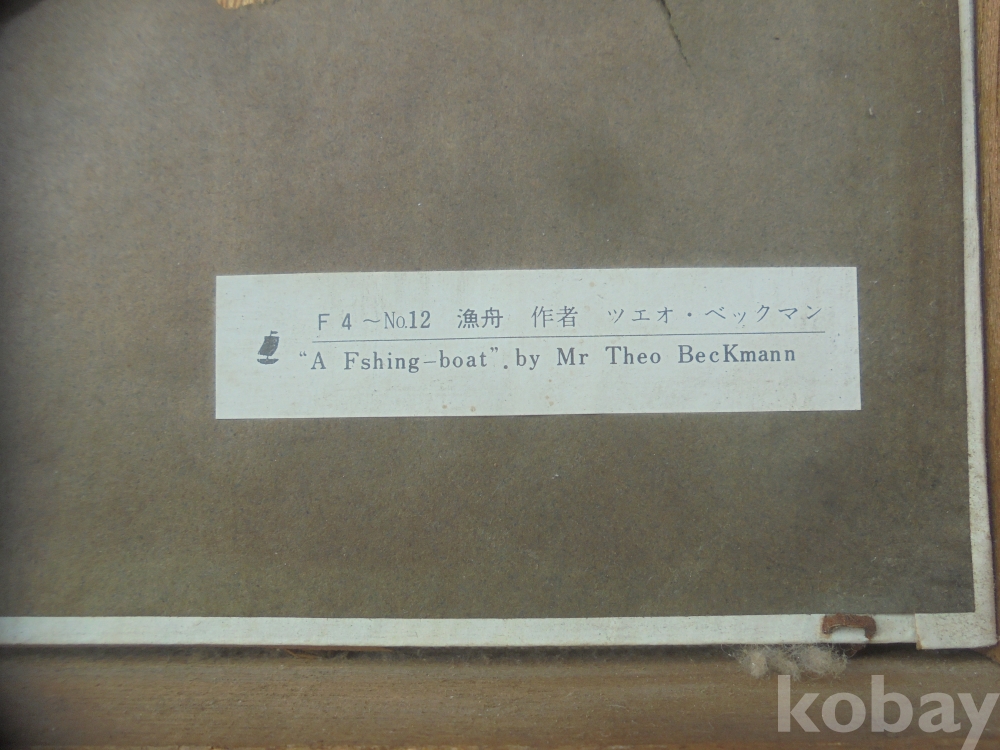 F 4 ～No.12 漁舟 作者 ツエオ・ベックマン
“A Fshing-boat”. by Mr Theo BecKmann
kobay